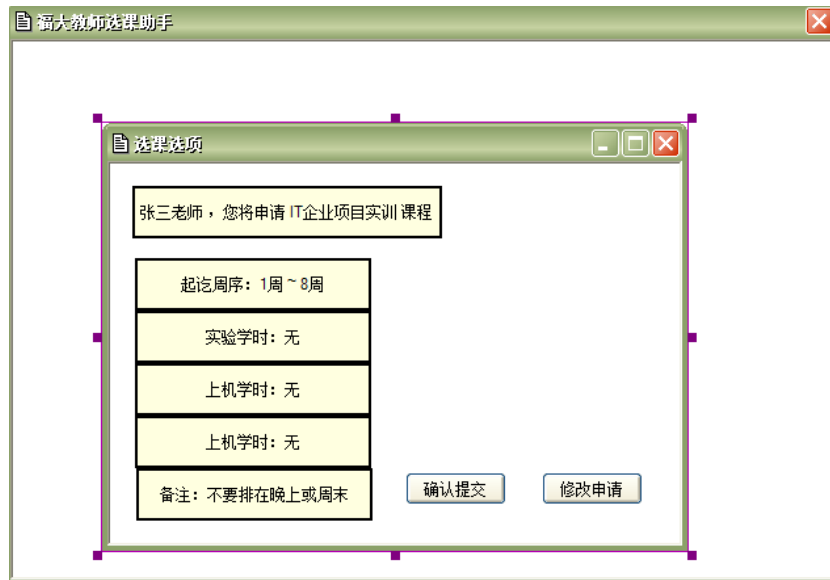 福大教师选课助手
选课选项
张三老师，您将申请 IT企业项目实训 课程
起讫周序：1周 ~ 8周
实验学时：无
上机学时：无
上机学时：无
备注：不要排在晚上或周末
确认提交 修改申请